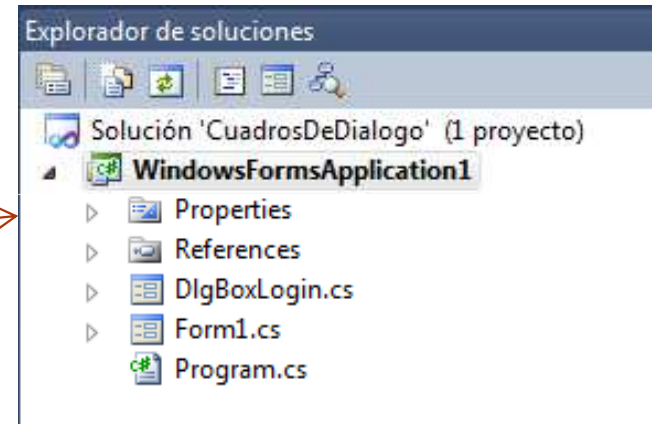 Explorador de soluciones
Solución 'CuadrosDeDialogo' (1 proyecto)
C# WindowsFormsApplication1
Properties
References
DlgBoxLogin.cs
Form1.cs
C# Program.cs